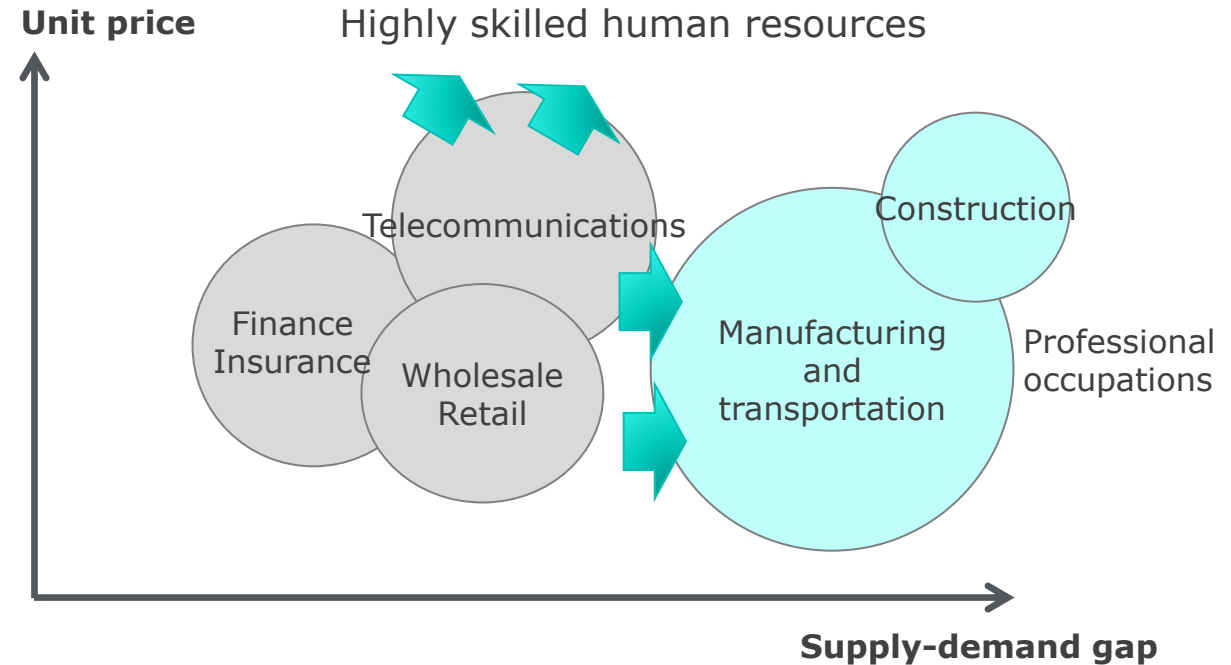 Unit price
Highly skilled human resources
Telecommunications
Construction
Finance
Insurance
Wholesale
Retail
Manufacturing
and
transportation
Professional
occupations
Supply-demand gap